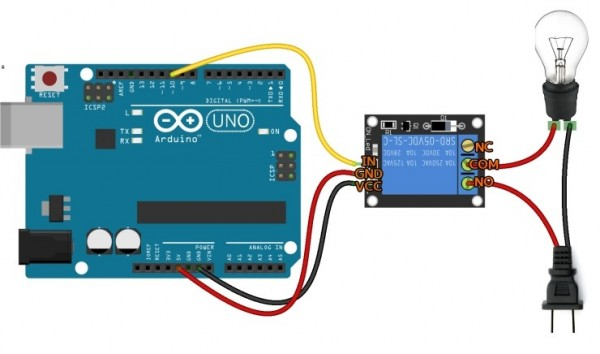 RESET
ICSP2
AREF
GND
13
12
~11
~10
~9
8
7
~6
~5
4
~3
2
TX▸1
RX◂0
DIGITAL (PWM~)
L
TX
RX
UNO
Arduino
ON
1
ICSP
IOREF
RESET
3V3
5V
GND
GND
VIN
POWER
A0
A1
A2
A3
A4
A5
ANALOG IN
D1
IN
GND
VCC
SRD-05VDC-SL-C
10A 250VAC 10A 125VAC
10A 30VDC 10A 28VDC
NC
COM
NO